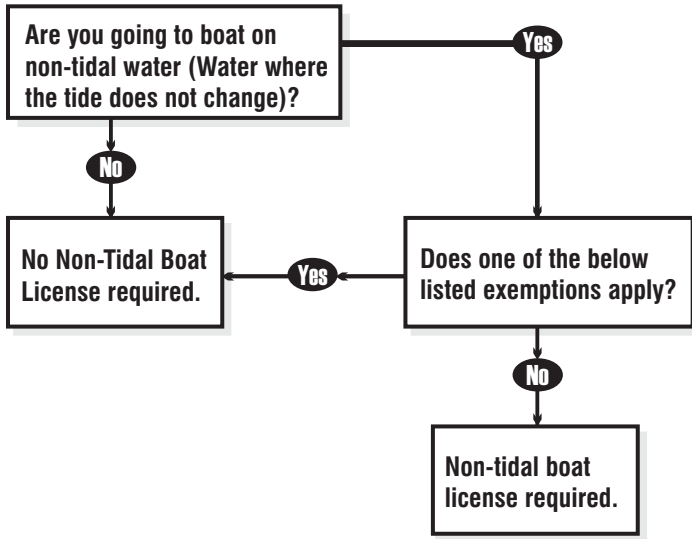 Are you going to boat on
non-tidal water (Water where
the tide does not change)?
Yes
No
No Non-Tidal Boat
License required.
Yes
Does one of the below
listed exemptions apply?
No
Non-tidal boat
license required.